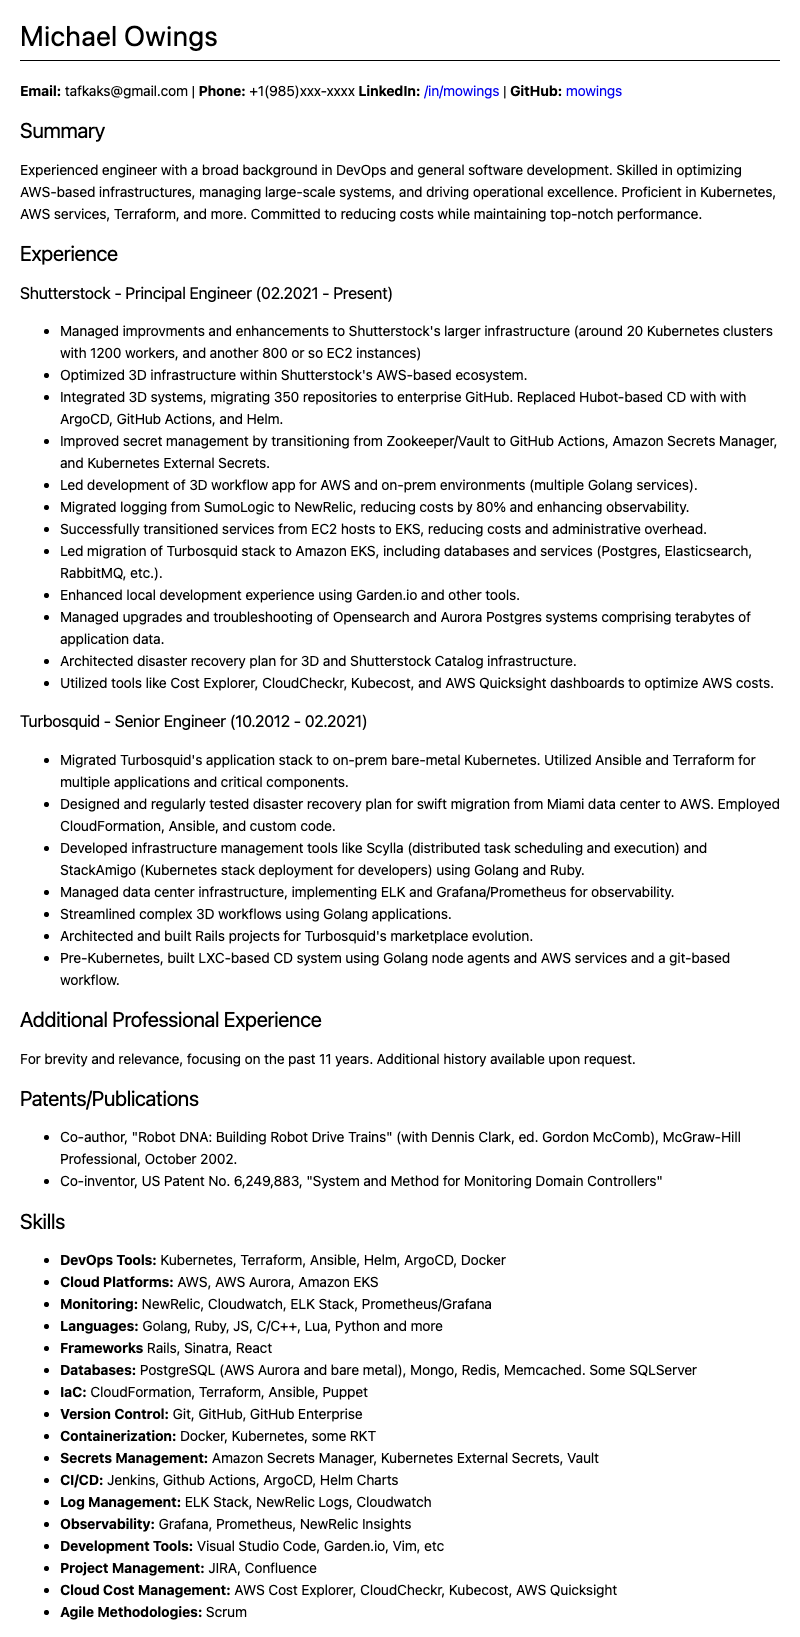 Michael Owings
Email: tafkaks@gmail.com | Phone: +1(985)xxx-xxxx LinkedIn: /in/mowings | GitHub: mowings
Summary
Experienced engineer with a broad background in DevOps and general software development. Skilled in optimizing
AWS-based infrastructures, managing large-scale systems, and driving operational excellence. Proficient in Kubernetes,
AWS services, Terraform, and more. Committed to reducing costs while maintaining top-notch performance.
Experience
Shutterstock - Principal Engineer (02.2021 - Present)
• Managed improvments and enhancements to Shutterstock's larger infrastructure (around 20 Kubernetes clusters
with 1200 workers, and another 800 or so EC2 instances)
• Optimized 3D infrastructure within Shutterstock's AWS-based ecosystem.
• Integrated 3D systems, migrating 350 repositories to enterprise GitHub. Replaced Hubot-based CD with with
ArgoCD, GitHub Actions, and Helm.
• Improved secret management by transitioning from Zookeeper/Vault to GitHub Actions, Amazon Secrets Manager,
and Kubernetes External Secrets.
• Led development of 3D workflow app for AWS and on-prem environments (multiple Golang services).
• Migrated logging from SumoLogic to NewRelic, reducing costs by 80% and enhancing observability.
• Successfully transitioned services from EC2 hosts to EKS, reducing costs and administrative overhead.
• Led migration of Turbosquid stack to Amazon EKS, including databases and services (Postgres, Elasticsearch,
RabbitMQ, etc.).
• Enhanced local development experience using Garden.io and other tools.
• Managed upgrades and troubleshooting of Opensearch and Aurora Postgres systems comprising terabytes of
application data.
• Architected disaster recovery plan for 3D and Shutterstock Catalog infrastructure.
• Utilized tools like Cost Explorer, CloudCheckr, Kubecost, and AWS Quicksight dashboards to optimize AWS costs.
Turbosquid - Senior Engineer (10.2012 - 02.2021)
• Migrated Turbosquid's application stack to on-prem bare-metal Kubernetes. Utilized Ansible and Terraform for
multiple applications and critical components.
• Designed and regularly tested disaster recovery plan for swift migration from Miami data center to AWS. Employed
CloudFormation, Ansible, and custom code.
• Developed infrastructure management tools like Scylla (distributed task scheduling and execution) and
StackAmigo (Kubernetes stack deployment for developers) using Golang and Ruby.
• Managed data center infrastructure, implementing ELK and Grafana/Prometheus for observability.
• Streamlined complex 3D workflows using Golang applications.
• Architected and built Rails projects for Turbosquid's marketplace evolution.
• Pre-Kubernetes, built LXC-based CD system using Golang node agents and AWS services and a git-based
workflow.
Additional Professional Experience
For brevity and relevance, focusing on the past 11 years. Additional history available upon request.
Patents/Publications
• Co-author, "Robot DNA: Building Robot Drive Trains" (with Dennis Clark, ed. Gordon McComb), McGraw-Hill
Professional, October 2002.
• Co-inventor, US Patent No. 6,249,883, "System and Method for Monitoring Domain Controllers"
Skills
• DevOps Tools: Kubernetes, Terraform, Ansible, Helm, ArgoCD, Docker
• Cloud Platforms: AWS, AWS Aurora, Amazon EKS
• Monitoring: NewRelic, Cloudwatch, ELK Stack, Prometheus/Grafana
• Languages: Golang, Ruby, JS, C/C++, Lua, Python and more
• Frameworks Rails, Sinatra, React
• Databases: PostgreSQL (AWS Aurora and bare metal), Mongo, Redis, Memcached. Some SQLServer
• IaC: CloudFormation, Terraform, Ansible, Puppet
• Version Control: Git, GitHub, GitHub Enterprise
• Containerization: Docker, Kubernetes, some RKT
• Secrets Management: Amazon Secrets Manager, Kubernetes External Secrets, Vault
• CI/CD: Jenkins, Github Actions, ArgoCD, Helm Charts
• Log Management: ELK Stack, NewRelic Logs, Cloudwatch
• Observability: Grafana, Prometheus, NewRelic Insights
• Development Tools: Visual Studio Code, Garden.io, Vim, etc
• Project Management: JIRA, Confluence
• Cloud Cost Management: AWS Cost Explorer, CloudCheckr, Kubecost, AWS Quicksight
• Agile Methodologies: Scrum